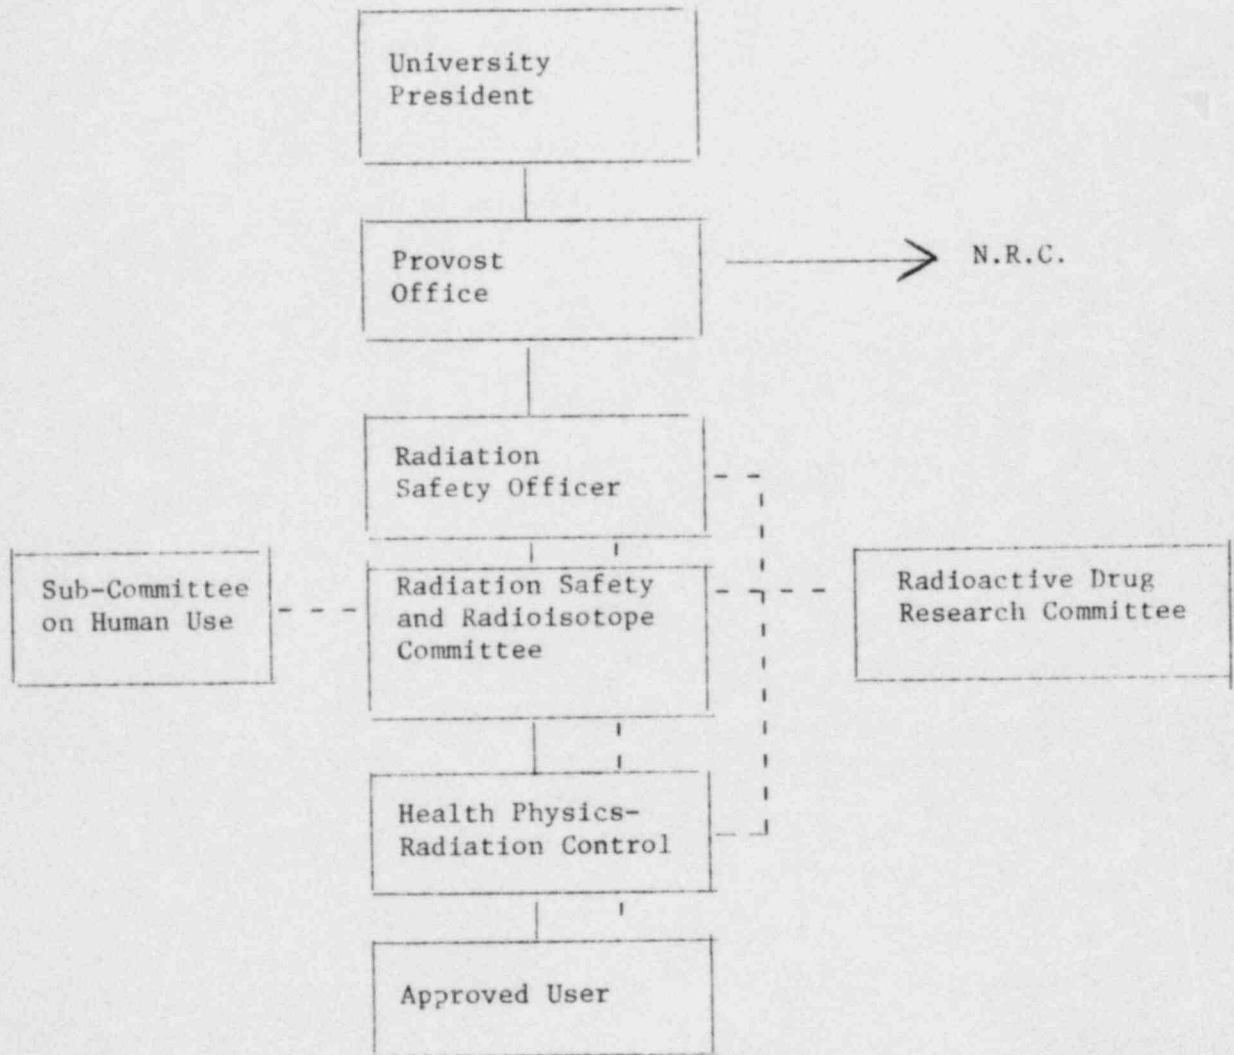 University
President
Provost
Office
N.R.C.
Radiation
Safety Officer
Sub-Committee
on Human Use
Radiation Safety
and Radioisotope
Committee
Radioactive Drug
Research Committee
Health Physics-
Radiation Control
Approved User